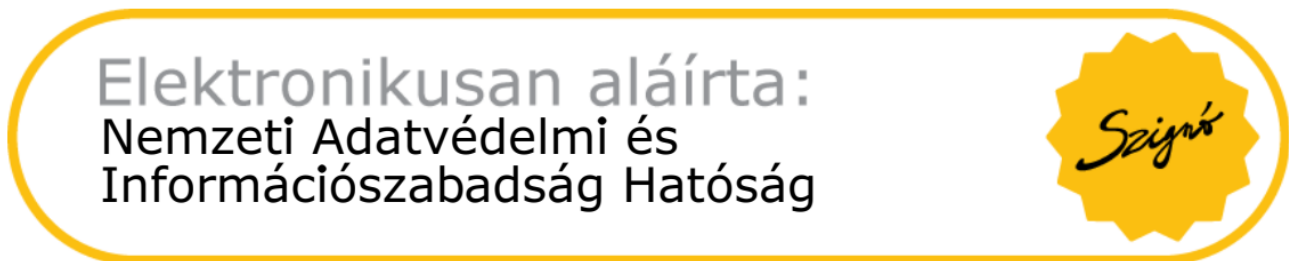 Elektronikusan aláírta:
Nemzeti Adatvédelmi és
Információszabadság Hatóság
Szignó